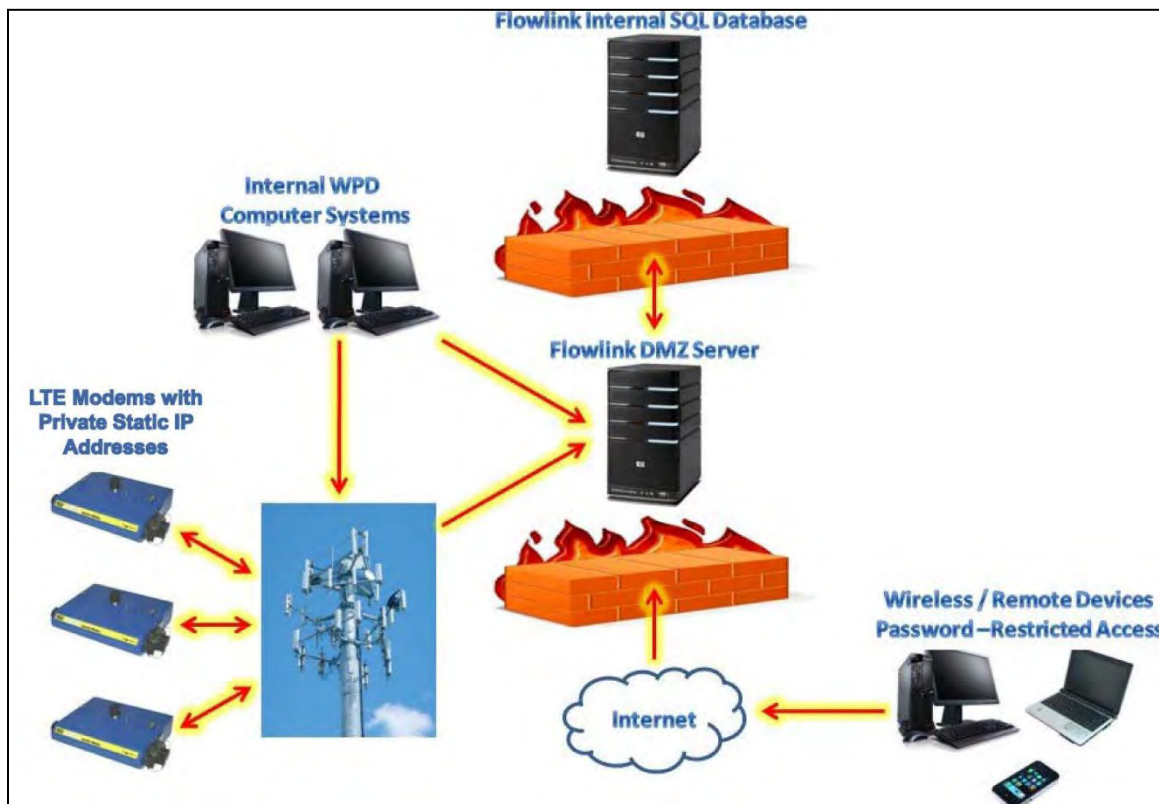 Flowlink Internal SQL Database
Internal WPD
Computer Systems
Flowlink DMZ Server
LTE Modems with
Private Static IP
Addresses
Wireless / Remote Devices
Password –Restricted Access
Internet